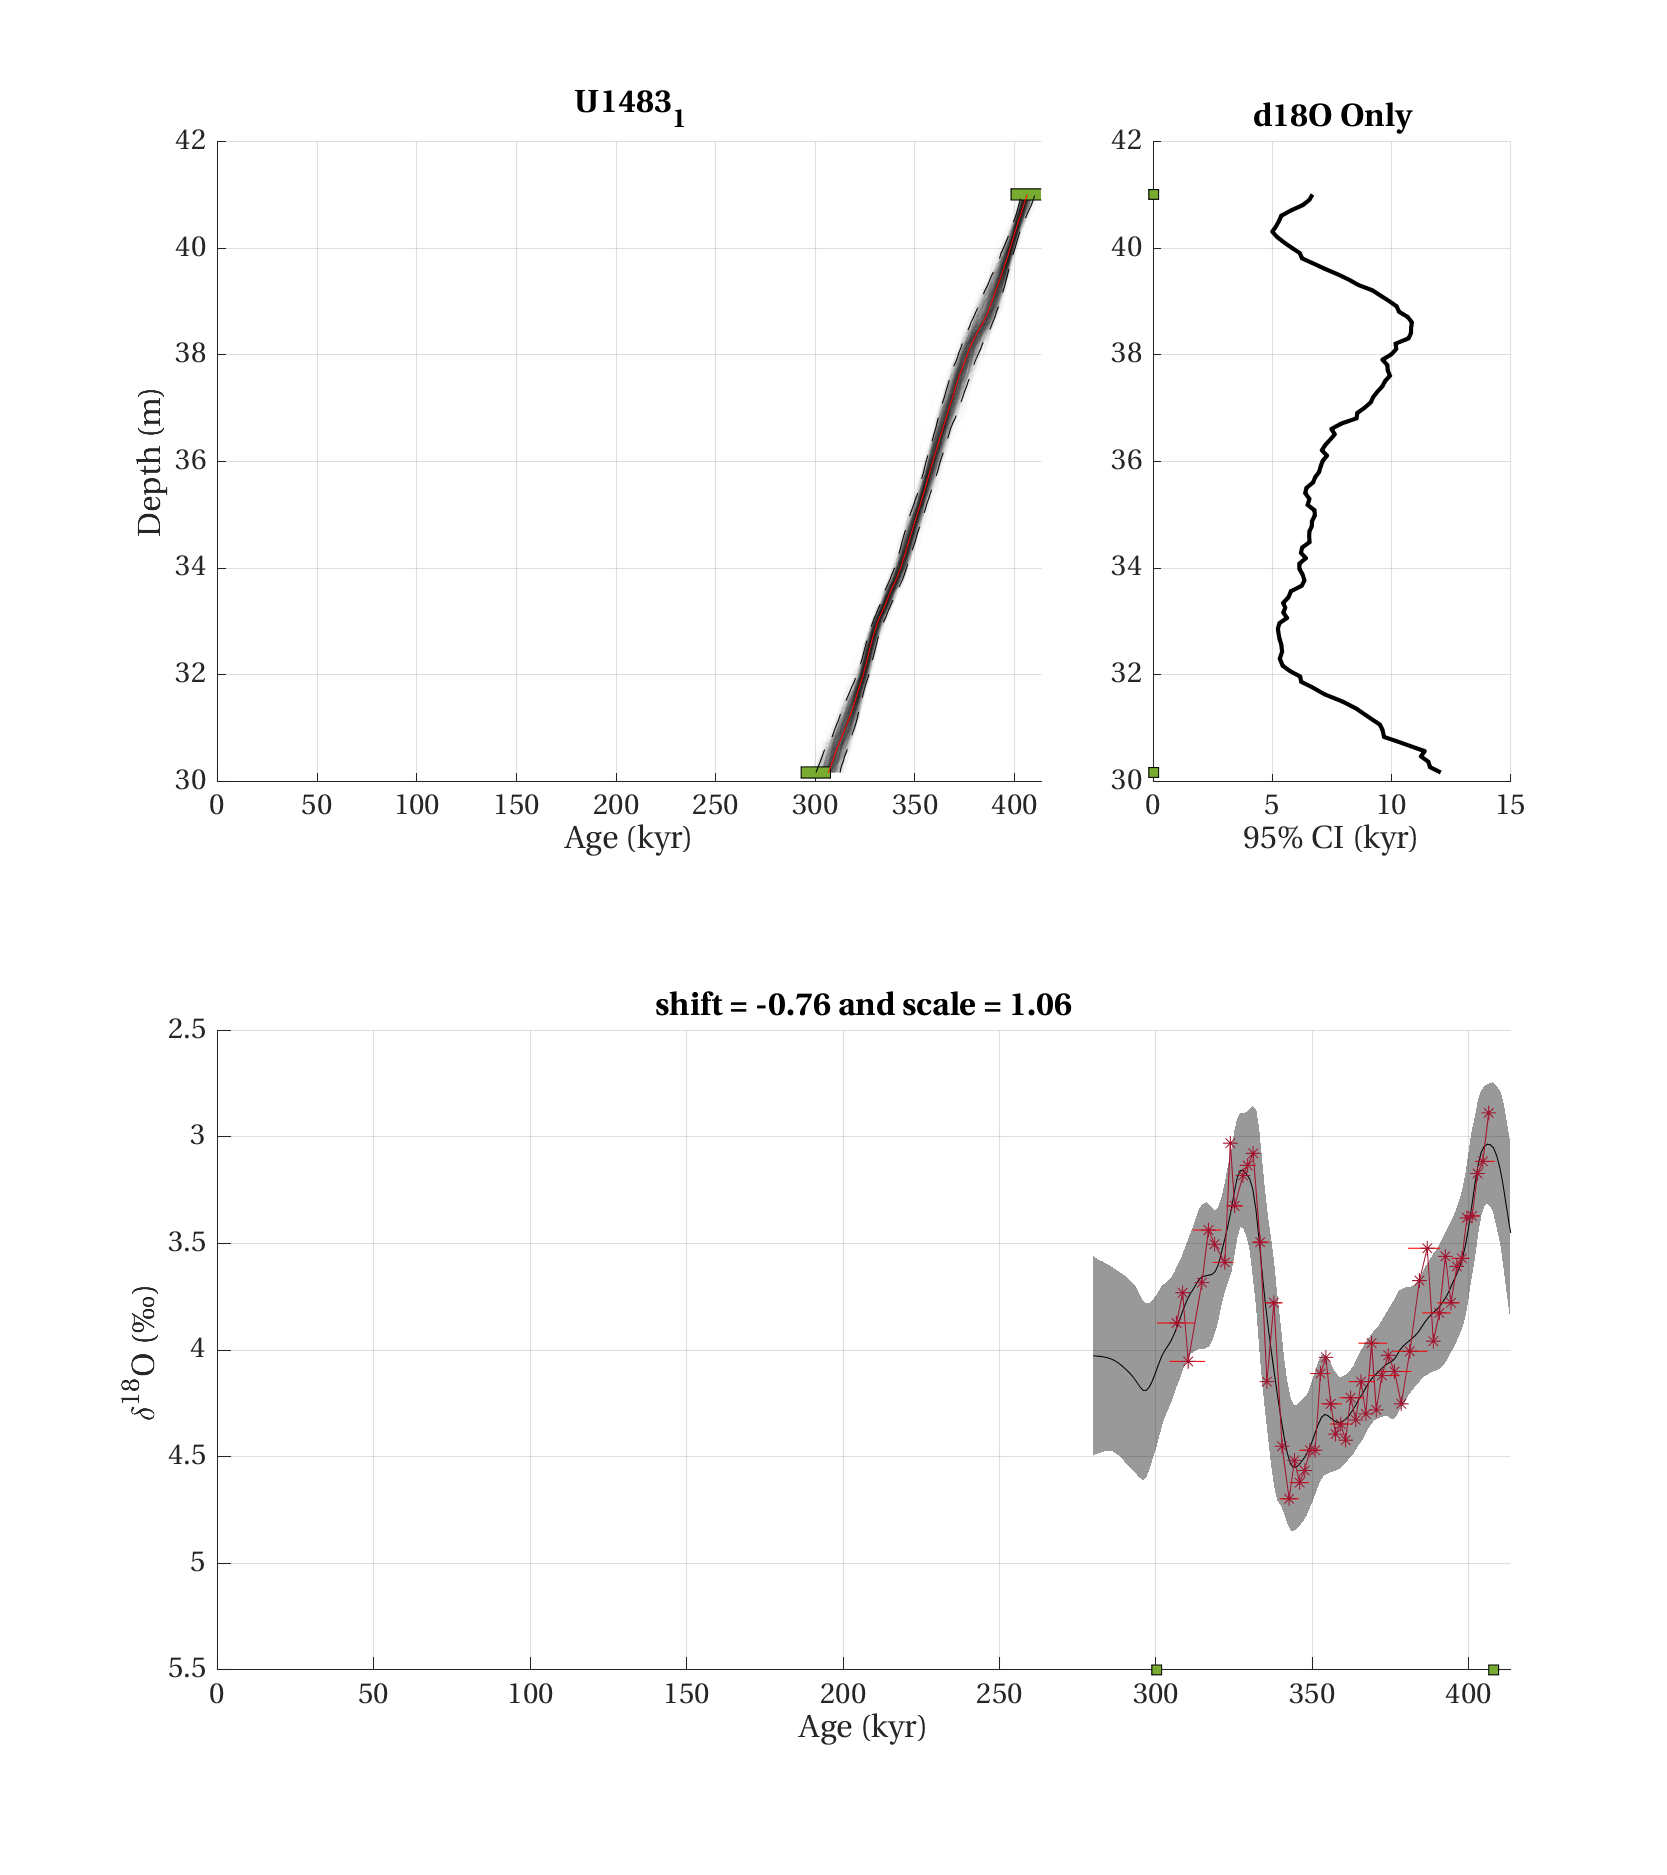 U1483₁
42
40
38
36
34
32
30
Depth (m)
0 50 100 150 200 250 300 350 400
Age (kyr)
d18O Only
42
40
38
36
34
32
30
0 5 10 15
95% CI (kyr)
shift = -0.76 and scale = 1.06
2.5
3
3.5
4
4.5
5
5.5
δ¹⁸O (‰)
0 50 100 150 200 250 300 350 400
Age (kyr)